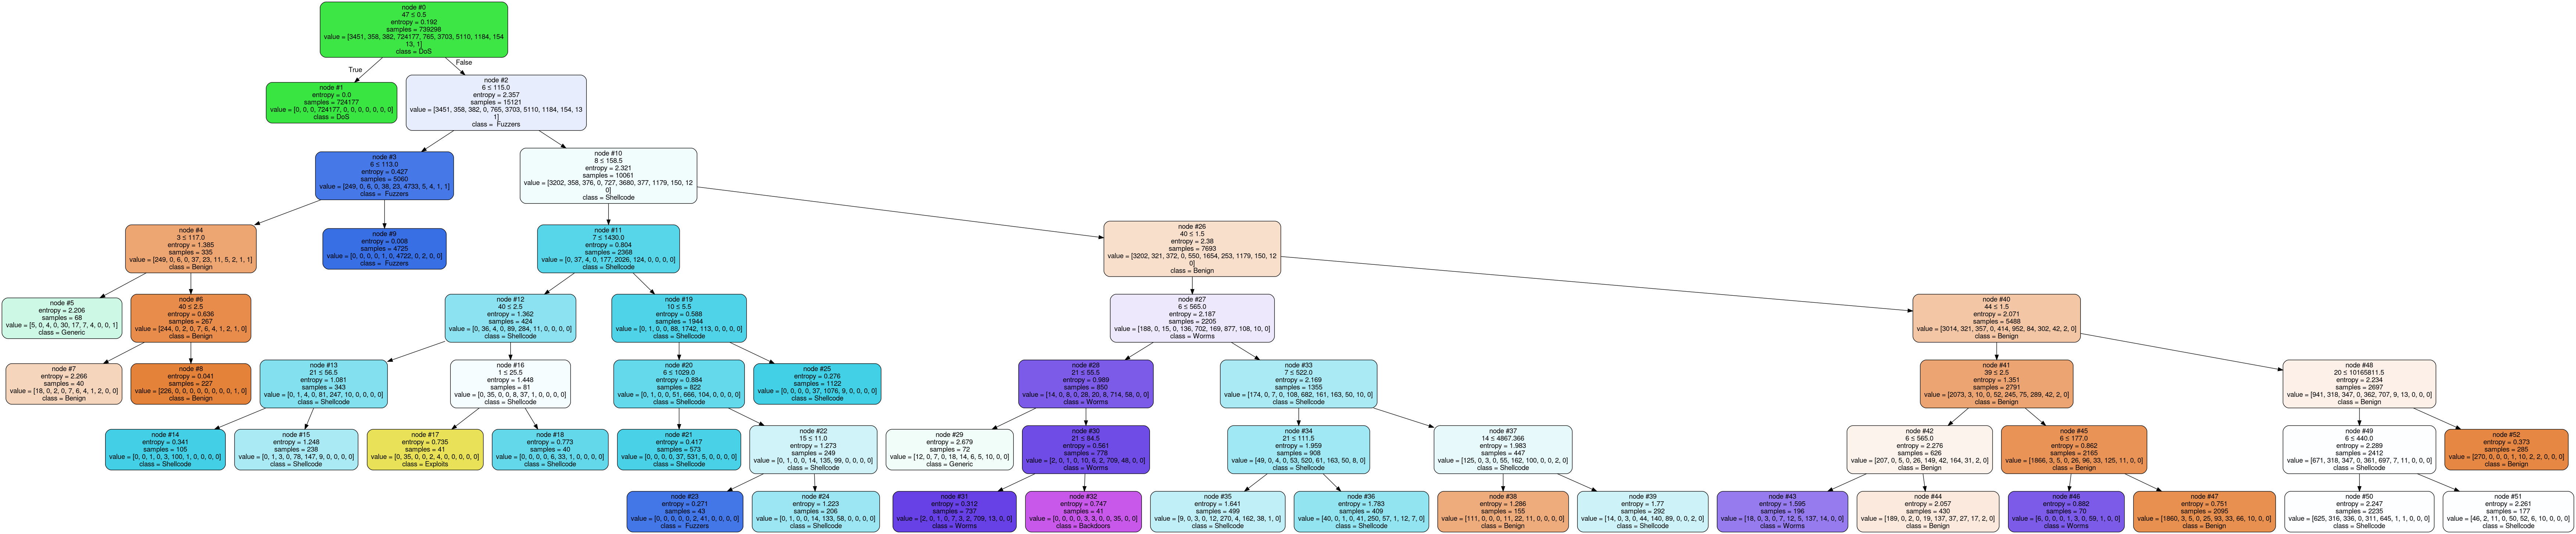 node #0
47 ≤ 0.5
entropy = 0.192
samples = 739298
value = [3451, 358, 382, 724177, 765, 3703, 5110, 1184, 154
13, 1]
class = DoS
True
False
node #1
entropy = 0.0
samples = 724177
value = [0, 0, 0, 724177, 0, 0, 0, 0, 0, 0, 0]
class = DoS
node #2
6 ≤ 115.0
entropy = 2.357
samples = 15121
value = [3451, 358, 382, 0, 765, 3703, 5110, 1184, 154, 13
1]
class =  Fuzzers
node #3
6 ≤ 113.0
entropy = 0.427
samples = 5060
value = [249, 0, 6, 0, 38, 23, 4733, 5, 4, 1, 1]
class =  Fuzzers
node #10
8 ≤ 158.5
entropy = 2.321
samples = 10061
value = [3202, 358, 376, 0, 727, 3680, 377, 1179, 150, 12
0]
class = Shellcode
node #4
3 ≤ 117.0
entropy = 1.385
samples = 335
value = [249, 0, 6, 0, 37, 23, 11, 5, 2, 1, 1]
class = Benign
node #9
entropy = 0.008
samples = 4725
value = [0, 0, 0, 0, 1, 0, 4722, 0, 2, 0, 0]
class =  Fuzzers
node #11
7 ≤ 1430.0
entropy = 0.804
samples = 2368
value = [0, 37, 4, 0, 177, 2026, 124, 0, 0, 0, 0]
class = Shellcode
node #26
40 ≤ 1.5
entropy = 2.38
samples = 7693
value = [3202, 321, 372, 0, 550, 1654, 253, 1179, 150, 12
0]
class = Benign
node #5
entropy = 2.206
samples = 68
value = [5, 0, 4, 0, 30, 17, 7, 4, 0, 0, 1]
class = Generic
node #6
40 ≤ 2.5
entropy = 0.636
samples = 267
value = [244, 0, 2, 0, 7, 6, 4, 1, 2, 1, 0]
class = Benign
node #12
40 ≤ 2.5
entropy = 1.362
samples = 424
value = [0, 36, 4, 0, 89, 284, 11, 0, 0, 0, 0]
class = Shellcode
node #19
10 ≤ 5.5
entropy = 0.588
samples = 1944
value = [0, 1, 0, 0, 88, 1742, 113, 0, 0, 0, 0]
class = Shellcode
node #27
6 ≤ 565.0
entropy = 2.187
samples = 2205
value = [188, 0, 15, 0, 136, 702, 169, 877, 108, 10, 0]
class = Worms
node #40
44 ≤ 1.5
entropy = 2.071
samples = 5488
value = [3014, 321, 357, 0, 414, 952, 84, 302, 42, 2, 0]
class = Benign
node #7
entropy = 2.266
samples = 40
value = [18, 0, 2, 0, 7, 6, 4, 1, 2, 0, 0]
class = Benign
node #8
entropy = 0.041
samples = 227
value = [226, 0, 0, 0, 0, 0, 0, 0, 0, 1, 0]
class = Benign
node #13
21 ≤ 56.5
entropy = 1.081
samples = 343
value = [0, 1, 4, 0, 81, 247, 10, 0, 0, 0, 0]
class = Shellcode
node #16
1 ≤ 25.5
entropy = 1.448
samples = 81
value = [0, 35, 0, 0, 8, 37, 1, 0, 0, 0, 0]
class = Shellcode
node #20
6 ≤ 1029.0
entropy = 0.884
samples = 822
value = [0, 1, 0, 0, 51, 666, 104, 0, 0, 0, 0]
class = Shellcode
node #25
entropy = 0.276
samples = 1122
value = [0, 0, 0, 0, 37, 1076, 9, 0, 0, 0, 0]
class = Shellcode
node #28
21 ≤ 55.5
entropy = 0.989
samples = 850
value = [14, 0, 8, 0, 28, 20, 8, 714, 58, 0, 0]
class = Worms
node #33
7 ≤ 522.0
entropy = 2.169
samples = 1355
value = [174, 0, 7, 0, 108, 682, 161, 163, 50, 10, 0]
class = Shellcode
node #41
39 ≤ 2.5
entropy = 1.351
samples = 2791
value = [2073, 3, 10, 0, 52, 245, 75, 289, 42, 2, 0]
class = Benign
node #48
20 ≤ 10165811.5
entropy = 2.234
samples = 2697
value = [941, 318, 347, 0, 362, 707, 9, 13, 0, 0, 0]
class = Benign
node #14
entropy = 0.341
samples = 105
value = [0, 0, 1, 0, 3, 100, 1, 0, 0, 0, 0]
class = Shellcode
node #15
entropy = 1.248
samples = 238
value = [0, 1, 3, 0, 78, 147, 9, 0, 0, 0, 0]
class = Shellcode
node #17
entropy = 0.735
samples = 41
value = [0, 35, 0, 0, 2, 4, 0, 0, 0, 0, 0]
class = Exploits
node #18
entropy = 0.773
samples = 40
value = [0, 0, 0, 0, 6, 33, 1, 0, 0, 0, 0]
class = Shellcode
node #21
entropy = 0.417
samples = 573
value = [0, 0, 0, 0, 37, 531, 5, 0, 0, 0, 0]
class = Shellcode
node #22
15 ≤ 11.0
entropy = 1.273
samples = 249
value = [0, 1, 0, 0, 14, 135, 99, 0, 0, 0, 0]
class = Shellcode
node #29
entropy = 2.679
samples = 72
value = [12, 0, 7, 0, 18, 14, 6, 5, 10, 0, 0]
class = Generic
node #30
21 ≤ 84.5
entropy = 0.561
samples = 778
value = [2, 0, 1, 0, 10, 6, 2, 709, 48, 0, 0]
class = Worms
node #34
21 ≤ 111.5
entropy = 1.959
samples = 908
value = [49, 0, 4, 0, 53, 520, 61, 163, 50, 8, 0]
class = Shellcode
node #37
14 ≤ 4867.366
entropy = 1.983
samples = 447
value = [125, 0, 3, 0, 55, 162, 100, 0, 0, 2, 0]
class = Shellcode
node #42
6 ≤ 565.0
entropy = 2.276
samples = 626
value = [207, 0, 5, 0, 26, 149, 42, 164, 31, 2, 0]
class = Benign
node #45
6 ≤ 177.0
entropy = 0.862
samples = 2165
value = [1866, 3, 5, 0, 26, 96, 33, 125, 11, 0, 0]
class = Benign
node #49
6 ≤ 440.0
entropy = 2.289
samples = 2412
value = [671, 318, 347, 0, 361, 697, 7, 11, 0, 0, 0]
class = Shellcode
node #52
entropy = 0.373
samples = 285
value = [270, 0, 0, 0, 1, 10, 2, 2, 0, 0, 0]
class = Benign
node #23
entropy = 0.271
samples = 43
value = [0, 0, 0, 0, 0, 2, 41, 0, 0, 0, 0]
class =  Fuzzers
node #24
entropy = 1.223
samples = 206
value = [0, 1, 0, 0, 14, 133, 58, 0, 0, 0, 0]
class = Shellcode
node #31
entropy = 0.312
samples = 737
value = [2, 0, 1, 0, 7, 3, 2, 709, 13, 0, 0]
class = Worms
node #32
entropy = 0.747
samples = 41
value = [0, 0, 0, 0, 3, 3, 0, 0, 35, 0, 0]
class = Backdoors
node #35
entropy = 1.641
samples = 499
value = [9, 0, 3, 0, 12, 270, 4, 162, 38, 1, 0]
class = Shellcode
node #36
entropy = 1.783
samples = 409
value = [40, 0, 1, 0, 41, 250, 57, 1, 12, 7, 0]
class = Shellcode
node #38
entropy = 1.286
samples = 155
value = [111, 0, 0, 0, 11, 22, 11, 0, 0, 0, 0]
class = Benign
node #39
entropy = 1.77
samples = 292
value = [14, 0, 3, 0, 44, 140, 89, 0, 0, 2, 0]
class = Shellcode
node #43
entropy = 1.595
samples = 196
value = [18, 0, 3, 0, 7, 12, 5, 137, 14, 0, 0]
class = Worms
node #44
entropy = 2.057
samples = 430
value = [189, 0, 2, 0, 19, 137, 37, 27, 17, 2, 0]
class = Benign
node #46
entropy = 0.882
samples = 70
value = [6, 0, 0, 0, 1, 3, 0, 59, 1, 0, 0]
class = Worms
node #47
entropy = 0.751
samples = 2095
value = [1860, 3, 5, 0, 25, 93, 33, 66, 10, 0, 0]
class = Benign
node #50
entropy = 2.247
samples = 2235
value = [625, 316, 336, 0, 311, 645, 1, 1, 0, 0, 0]
class = Shellcode
node #51
entropy = 2.261
samples = 177
value = [46, 2, 11, 0, 50, 52, 6, 10, 0, 0, 0]
class = Shellcode